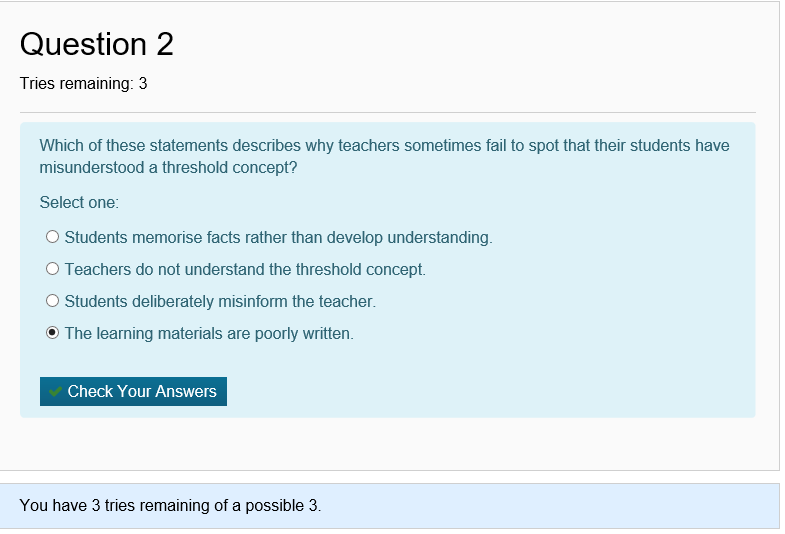 Question 2
Tries remaining: 3
Which of these statements describes why teachers sometimes fail to spot that their students have
misunderstood a threshold concept?
Select one:
Students memorise facts rather than develop understanding.
Teachers do not understand the threshold concept.
Students deliberately misinform the teacher.
The learning materials are poorly written.
Check Your Answers
You have 3 tries remaining of a possible 3.